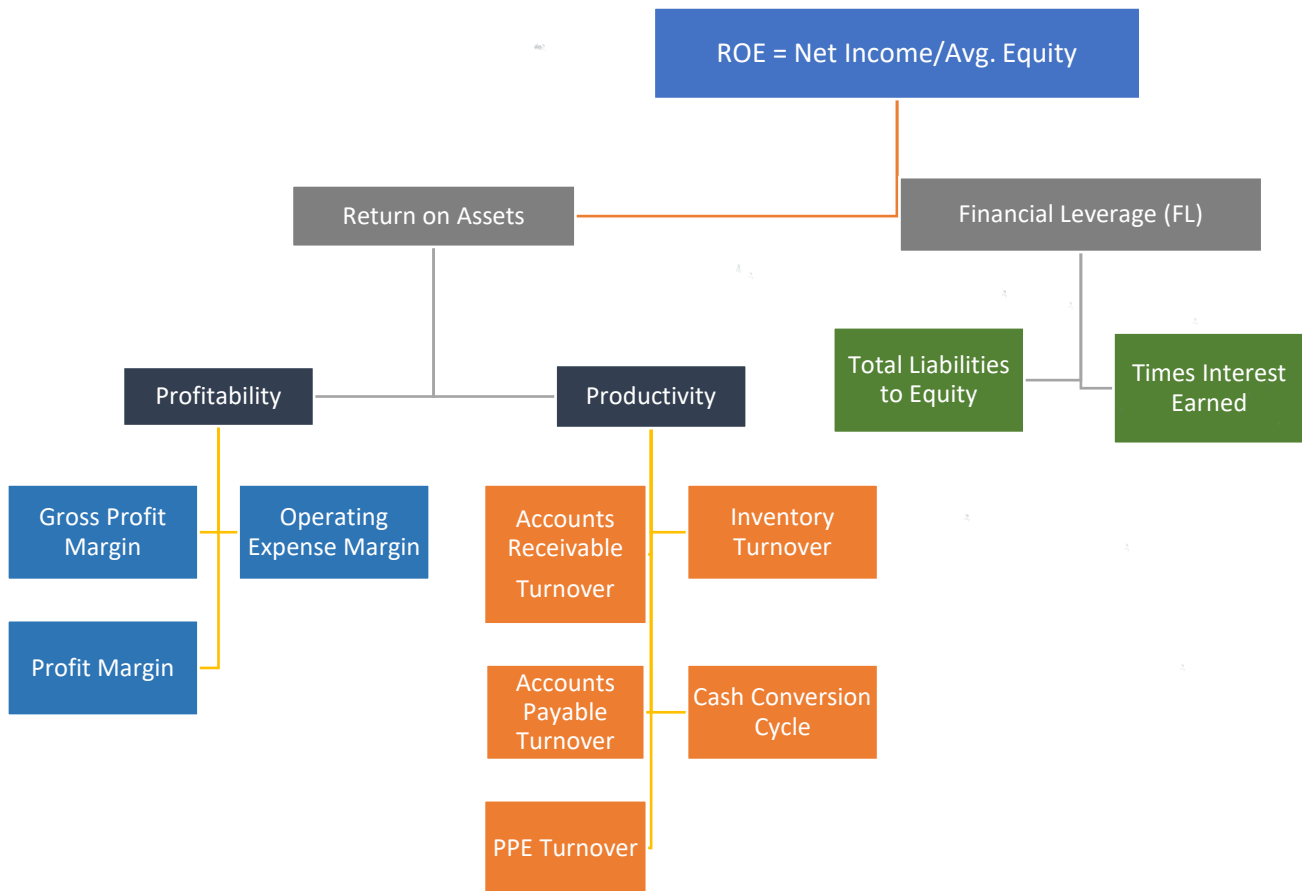 ROE = Net Income/Avg. Equity
Return on Assets
Financial Leverage (FL)
Total Liabilities
to Equity
Times Interest
Earned
Profitability
Productivity
Gross Profit
Margin
Operating
Expense Margin
Accounts
Receivable
Turnover
Inventory
Turnover
Profit Margin
Accounts
Payable
Turnover
Cash Conversion
Cycle
PPE Turnover